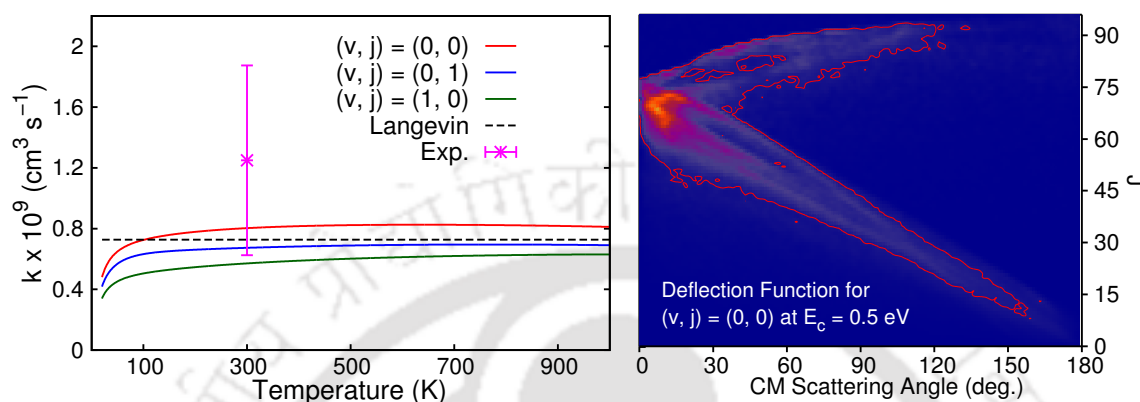 2
1.6
1.2
0.8
0.4
0
k x 10⁹ (cm³ s⁻¹)
(v, j) = (0, 0)
(v, j) = (0, 1)
(v, j) = (1, 0)
Langevin
Exp.
100 300 500 700 900
Temperature (K)
Deflection Function for
(v, j) = (0, 0) at E_c = 0.5 eV
90
75
60
45
30
15
0
J
0 30 60 90 120 150 180
CM Scattering Angle (deg.)